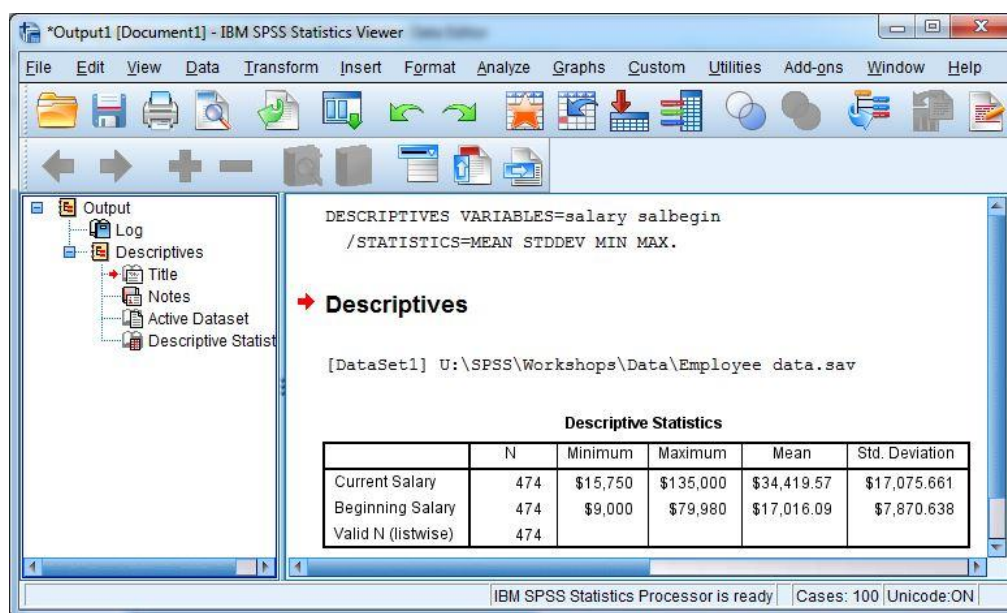 *Output1 [Document1] - IBM SPSS Statistics Viewer
File Edit View Data Transform Insert Format Analyze Graphs Custom Utilities Add-ons Window Help
Output
Log
Descriptives
Title
Notes
Active Dataset
Descriptive Statist
DESCRIPTIVES VARIABLES=salary salbegin
/STATISTICS=MEAN STDDEV MIN MAX.
Descriptives
[DataSet1] U:\SPSS\Workshops\Data\Employee data.sav
Descriptive Statistics
N Minimum Maximum Mean Std. Deviation
Current Salary 474 $15,750 $135,000 $34,419.57 $17,075.661
Beginning Salary 474 $9,000 $79,980 $17,016.09 $7,870.638
Valid N (listwise) 474
IBM SPSS Statistics Processor is ready Cases: 100 Unicode:ON